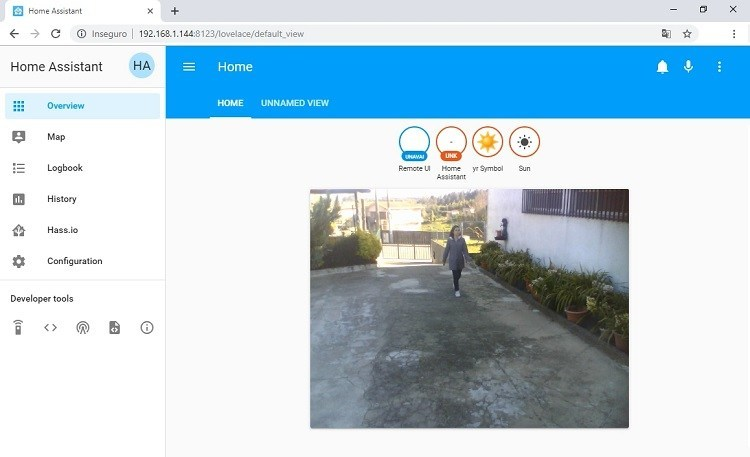 Home Assistant
Inseguro
192.168.1.144:8123/lovelace/default_view
Home Assistant
HA
Home
HOME
UNNAMED VIEW
Overview
Map
Logbook
History
Hass.io
Configuration
Developer tools
UNAVAI
Remote UI
-
UNK
Home
Assistant
yr Symbol
Sun